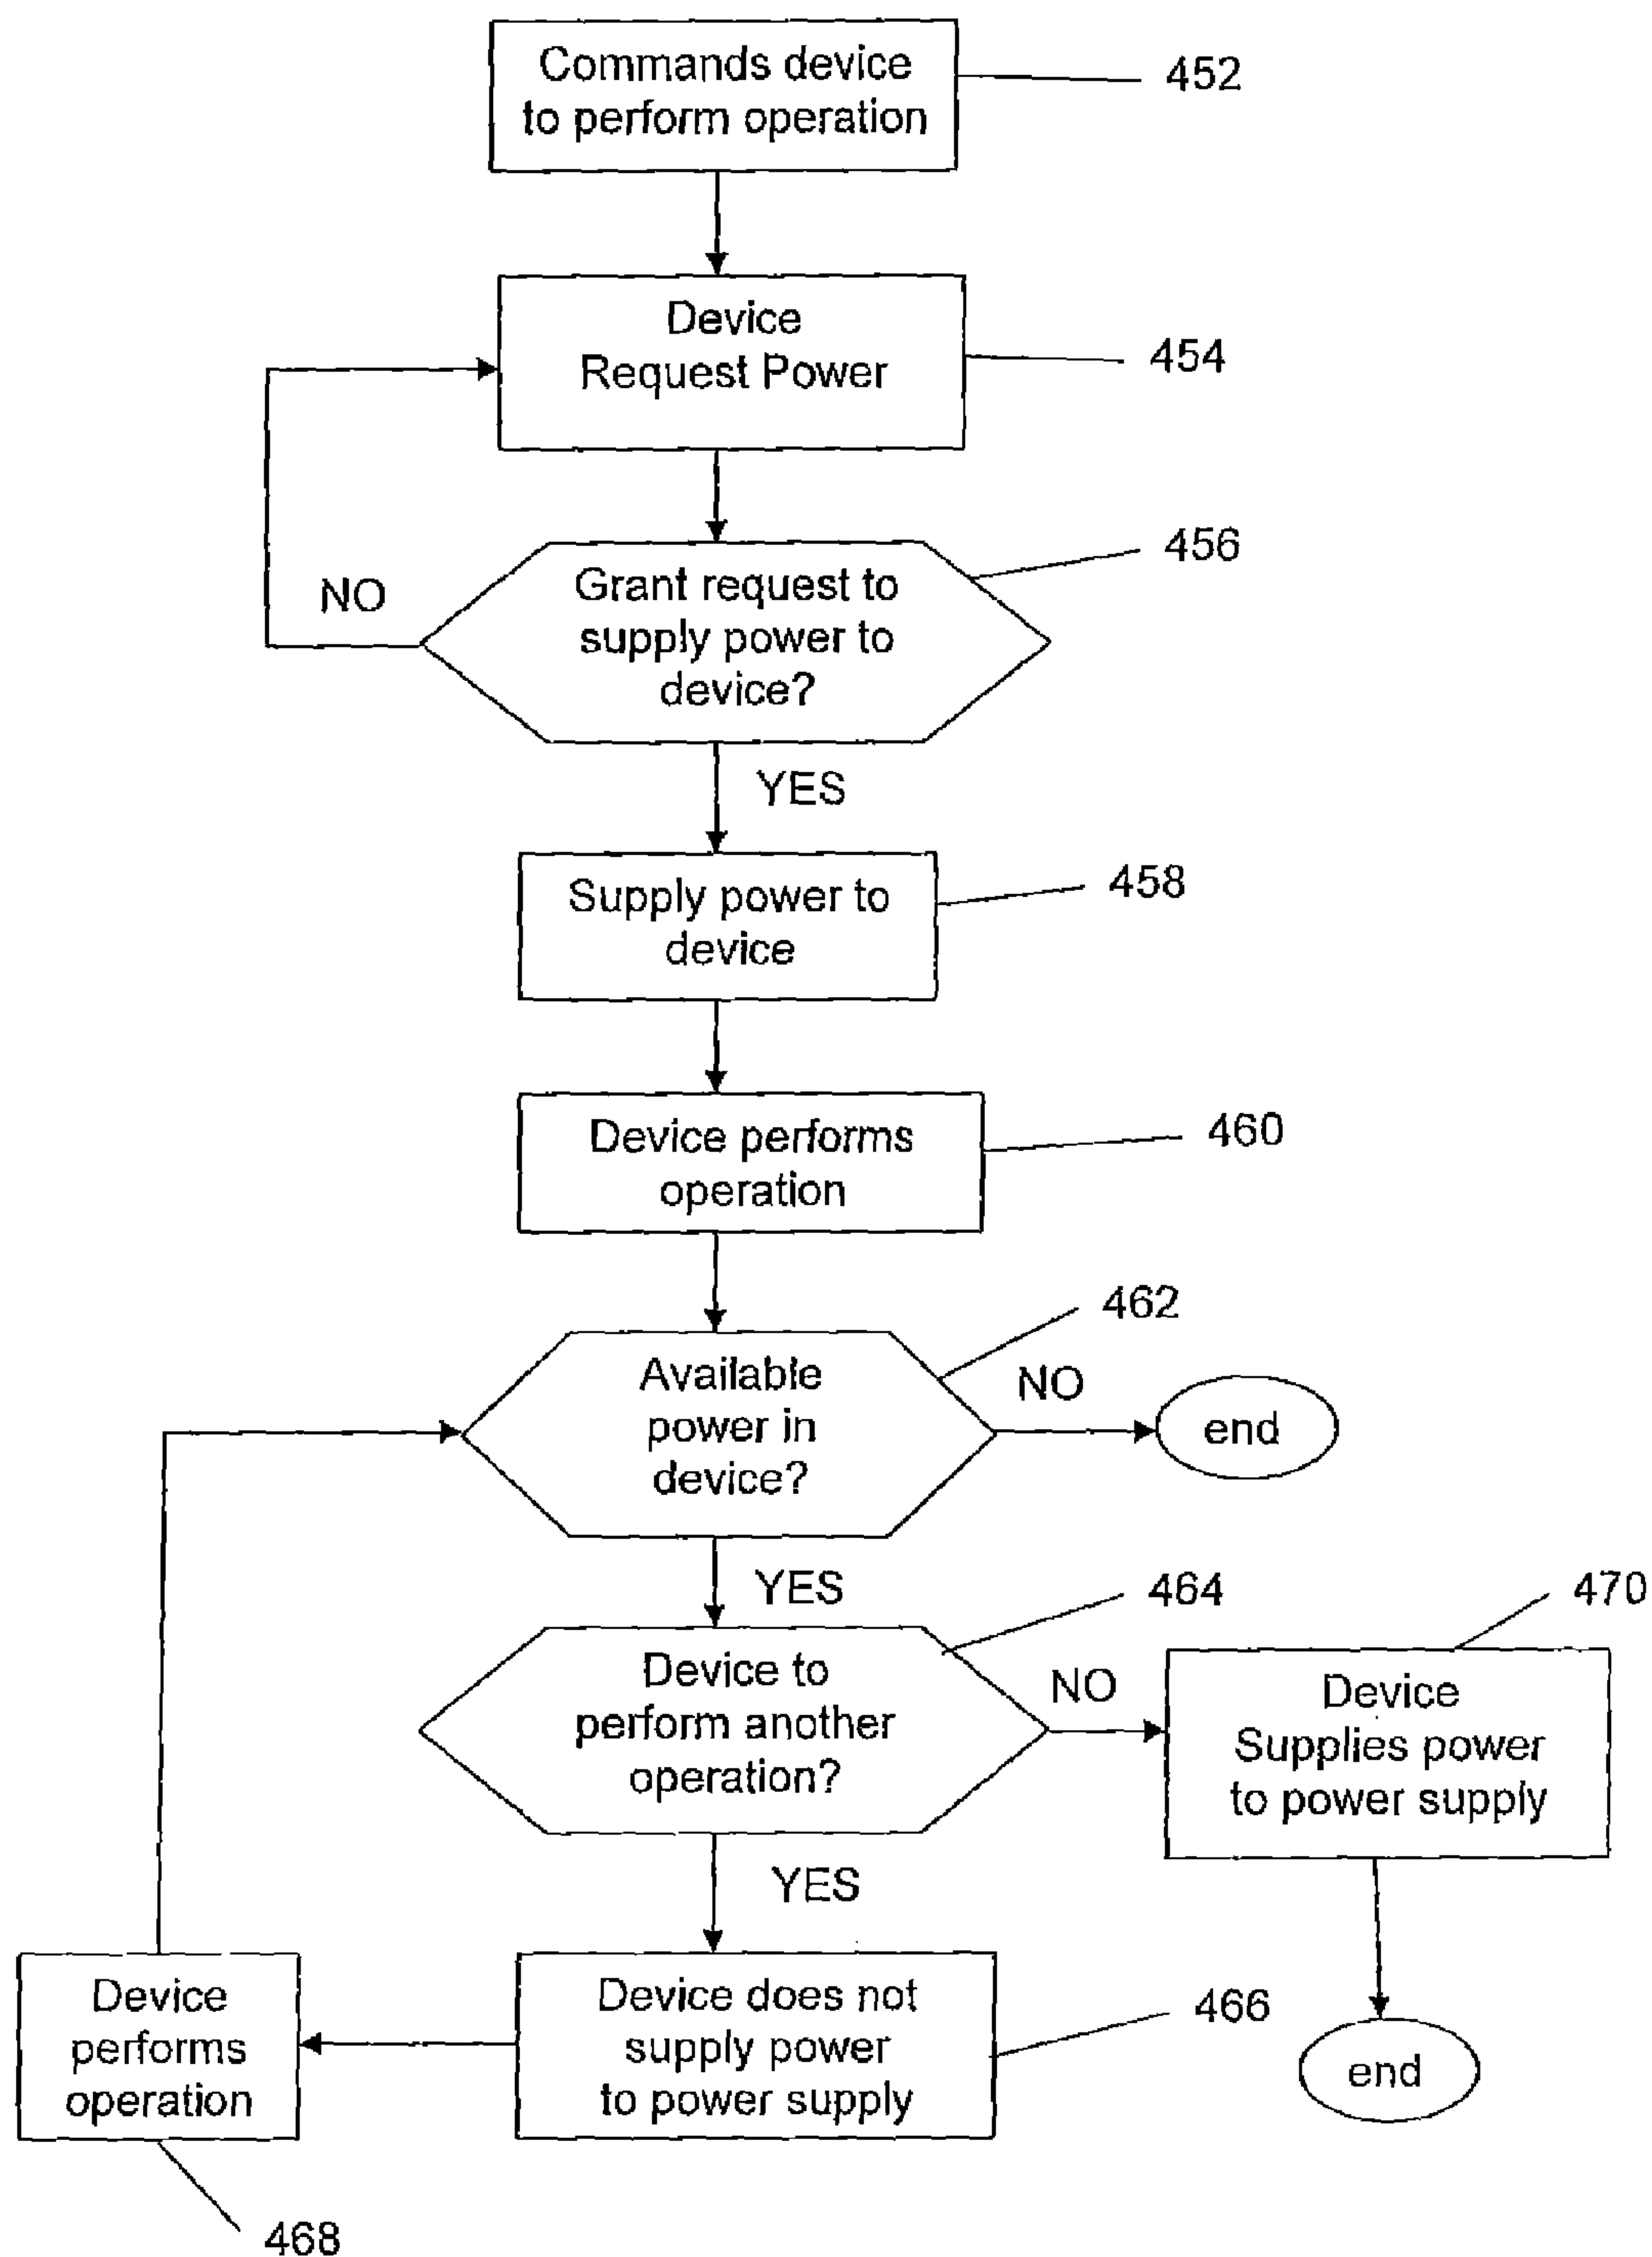 Commands device
to perform operation
452
Device
Request Power
454
456
Grant request to
supply power to
device?
NO
YES
Supply power to
device
458
Device performs
operation
460
462
Available
power in
device?
NO
end
YES
464
470
Device to
perform another
operation?
NO
Device
Supplies power
to power supply
YES
Device does not
supply power
to power supply
466
Device
performs
operation
end
468